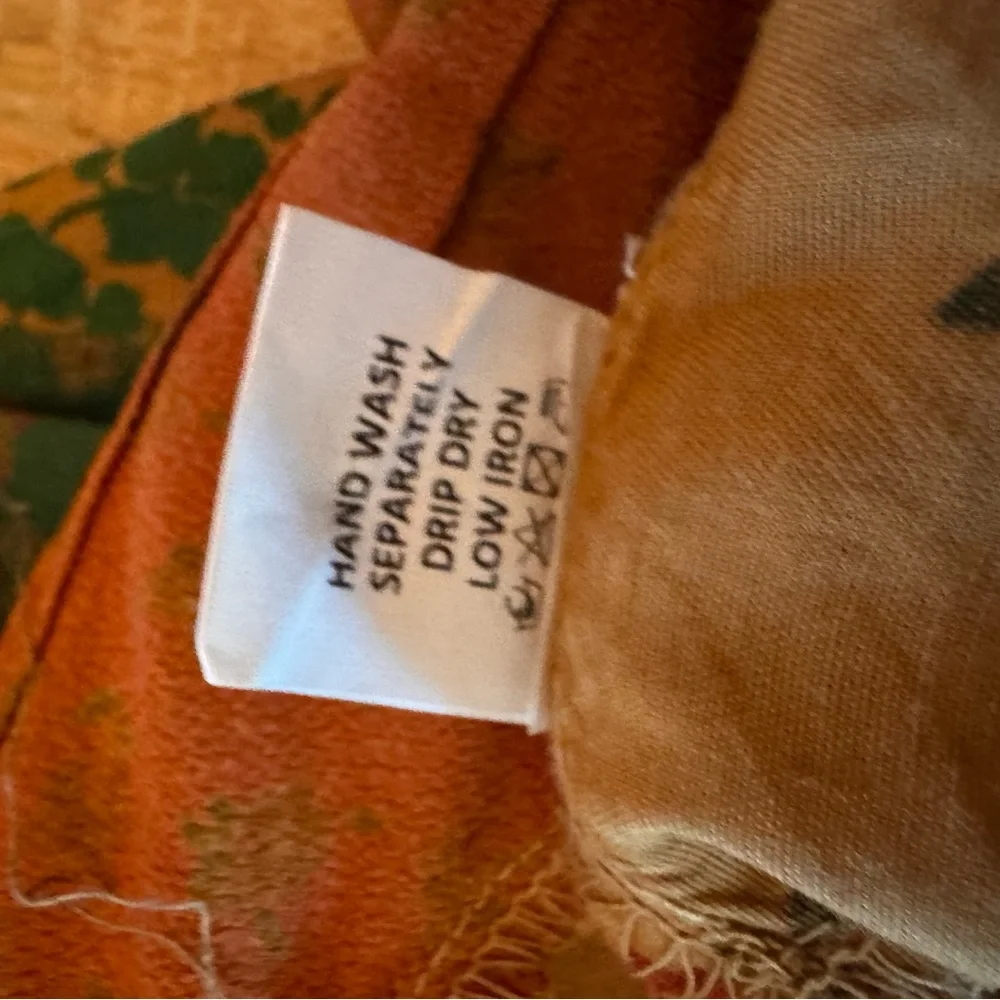 HAND WASH
SEPARATELY
DRIP DRY
LOW IRON